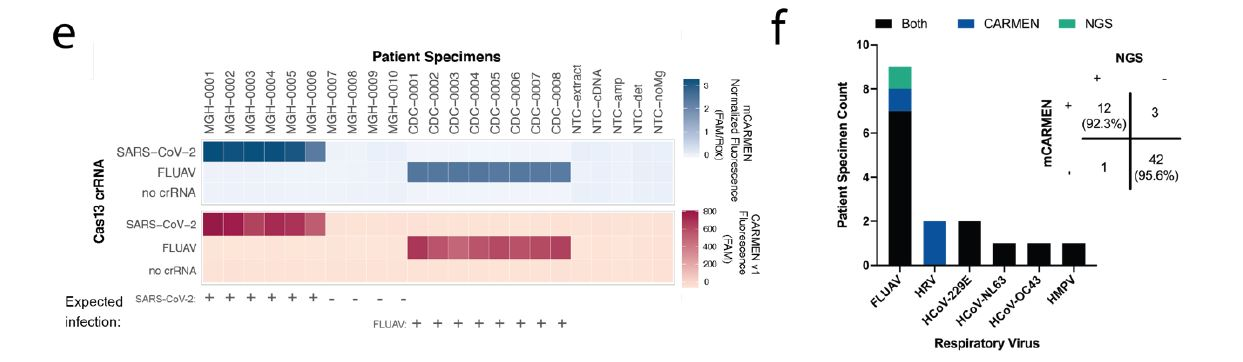 e
Patient Specimens
MGH-0001
MGH-0002
MGH-0003
MGH-0004
MGH-0005
MGH-0006
MGH-0007
MGH-0008
MGH-0009
MGH-0010
CDC-0001
CDC-0002
CDC-0003
CDC-0004
CDC-0005
CDC-0006
CDC-0007
CDC-0008
NTC-extract
NTC-cDNA
NTC-amp
NTC-det
NTC-noMg
Cas13 crRNA
SARS-CoV-2
FLUAV
no crRNA
SARS-CoV-2
FLUAV
no crRNA
3
2
1
0
mCARMEN
Normalized Fluorescence
(FAM/Rox)
800
600
400
200
0
CARMEN v1
Fluorescence
(FAM)
Expected
infection:
SARS-CoV-2: + + + + + + - - - -
FLUAV: + + + + + + + +
f
Both CARMEN NGS
Patient Specimen Count
10
8
6
4
2
0
FLUAV
HRV
HCoV-229E
HCoV-NL63
HCoV-OC43
HMPV
Respiratory Virus
NGS
+ -
mCARMEN
+ 12 3
(92.3%)
- 1 42
(95.6%)